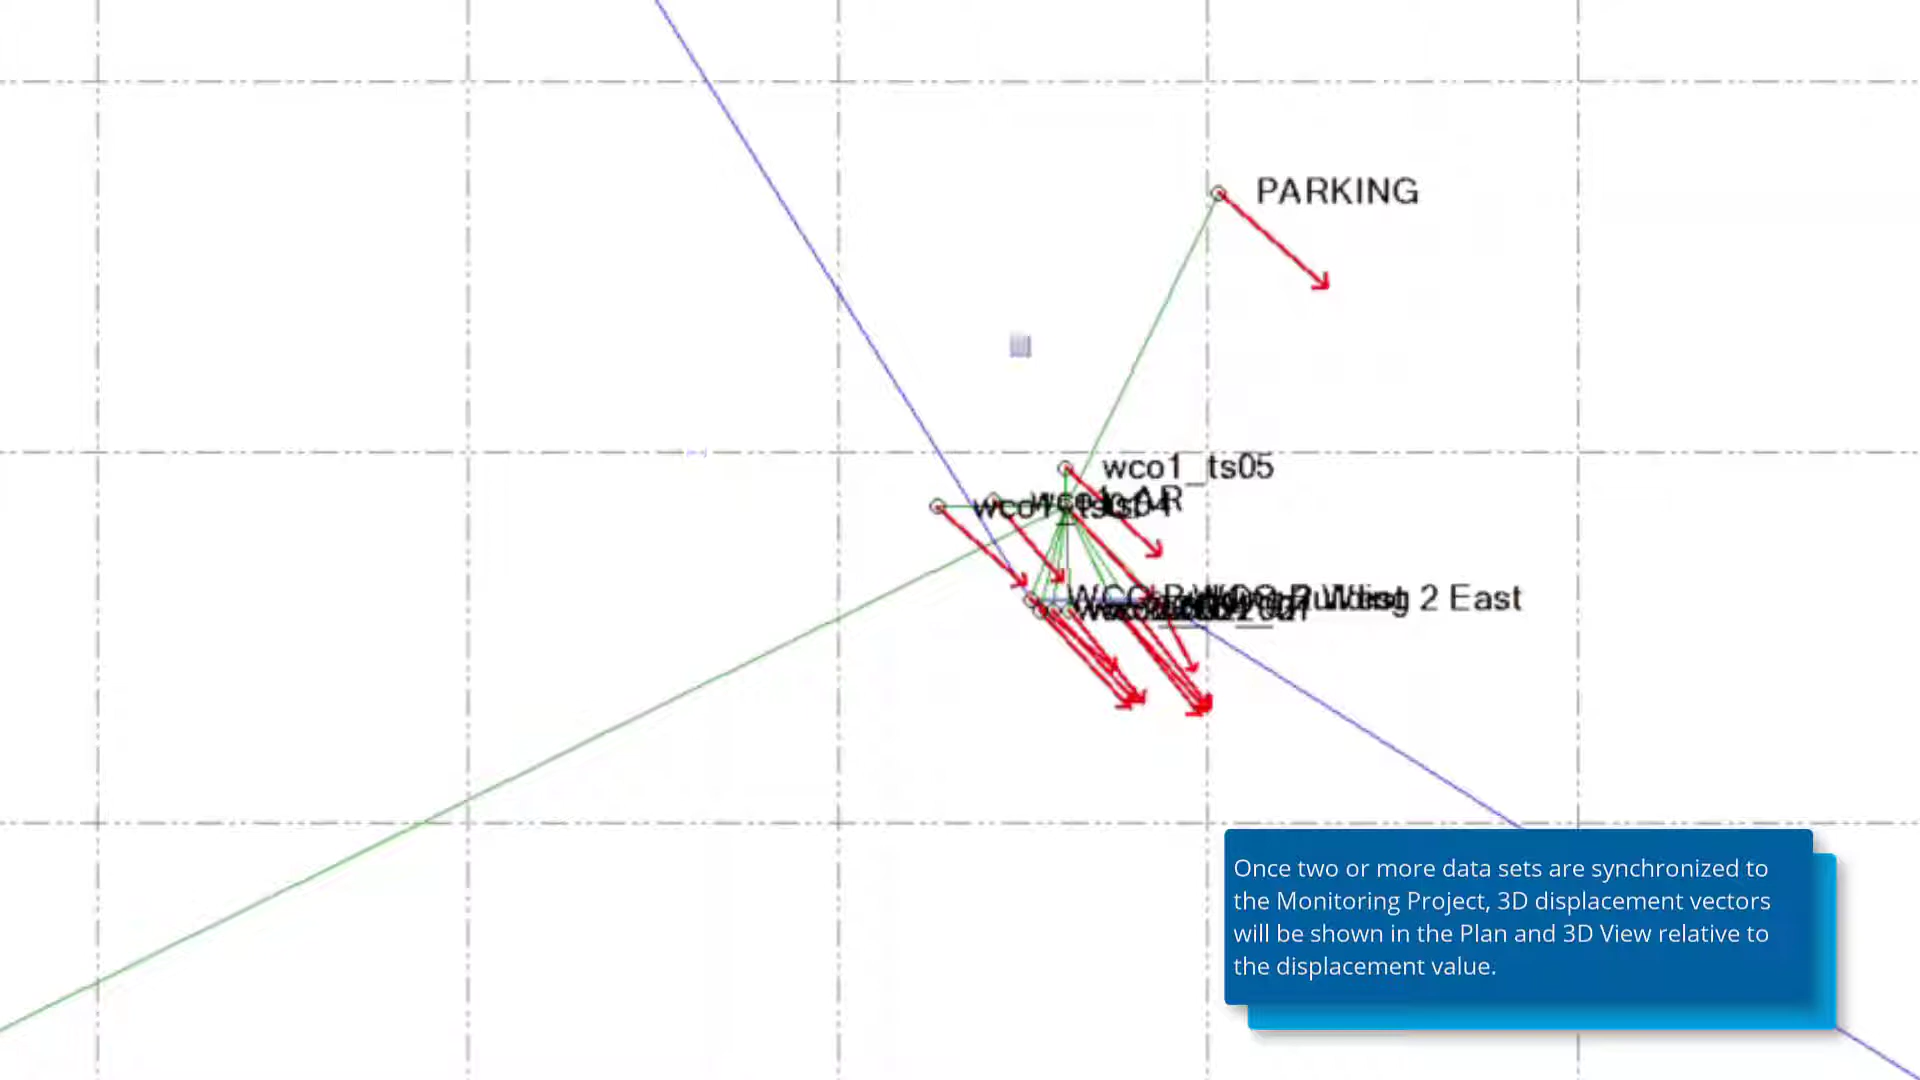 PARKING
wco1_ts05
2 East
Once two or more data sets are synchronized to
the Monitoring Project, 3D displacement vectors
will be shown in the Plan and 3D View relative to
the displacement value.